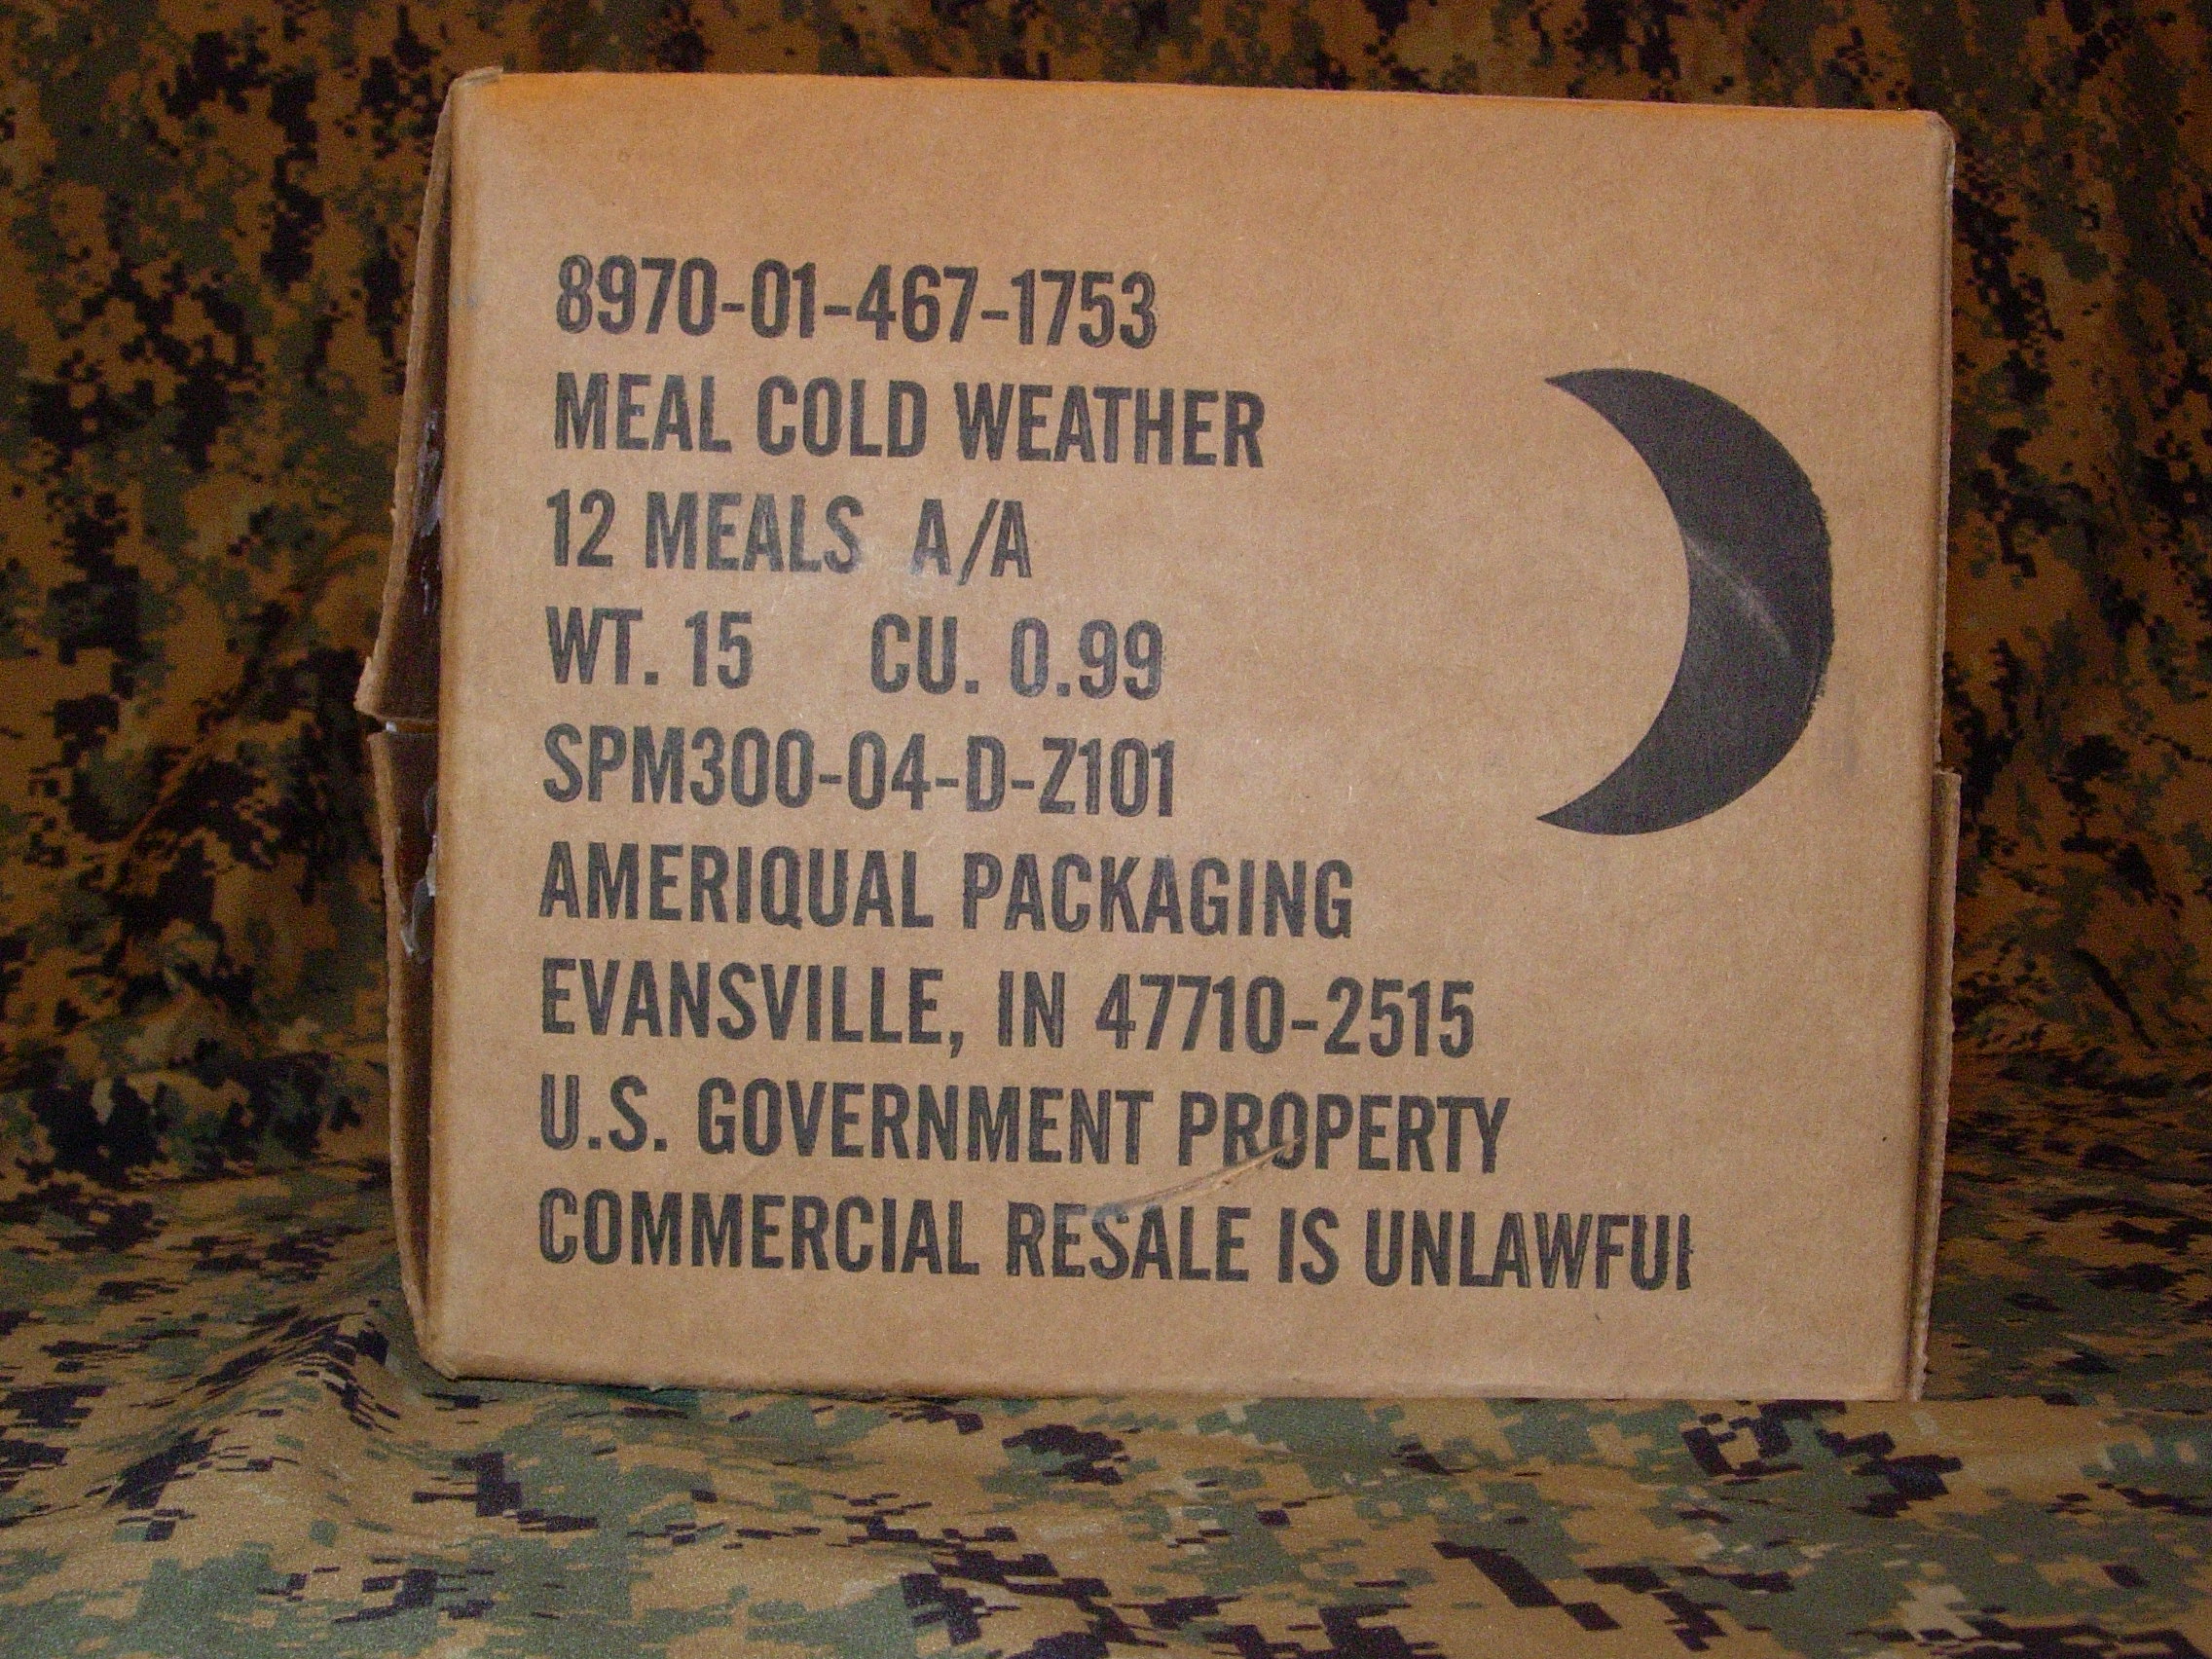 8970-01-467-1753
MEAL COLD WEATHER
12 MEALS A/A
WT. 15 CU. 0.99
SPM300-04-D-Z101
AMERIQUAL PACKAGING
EVANSVILLE, IN 47710-2515
U.S. GOVERNMENT PROPERTY
COMMERCIAL RESALE IS UNLAWFUL